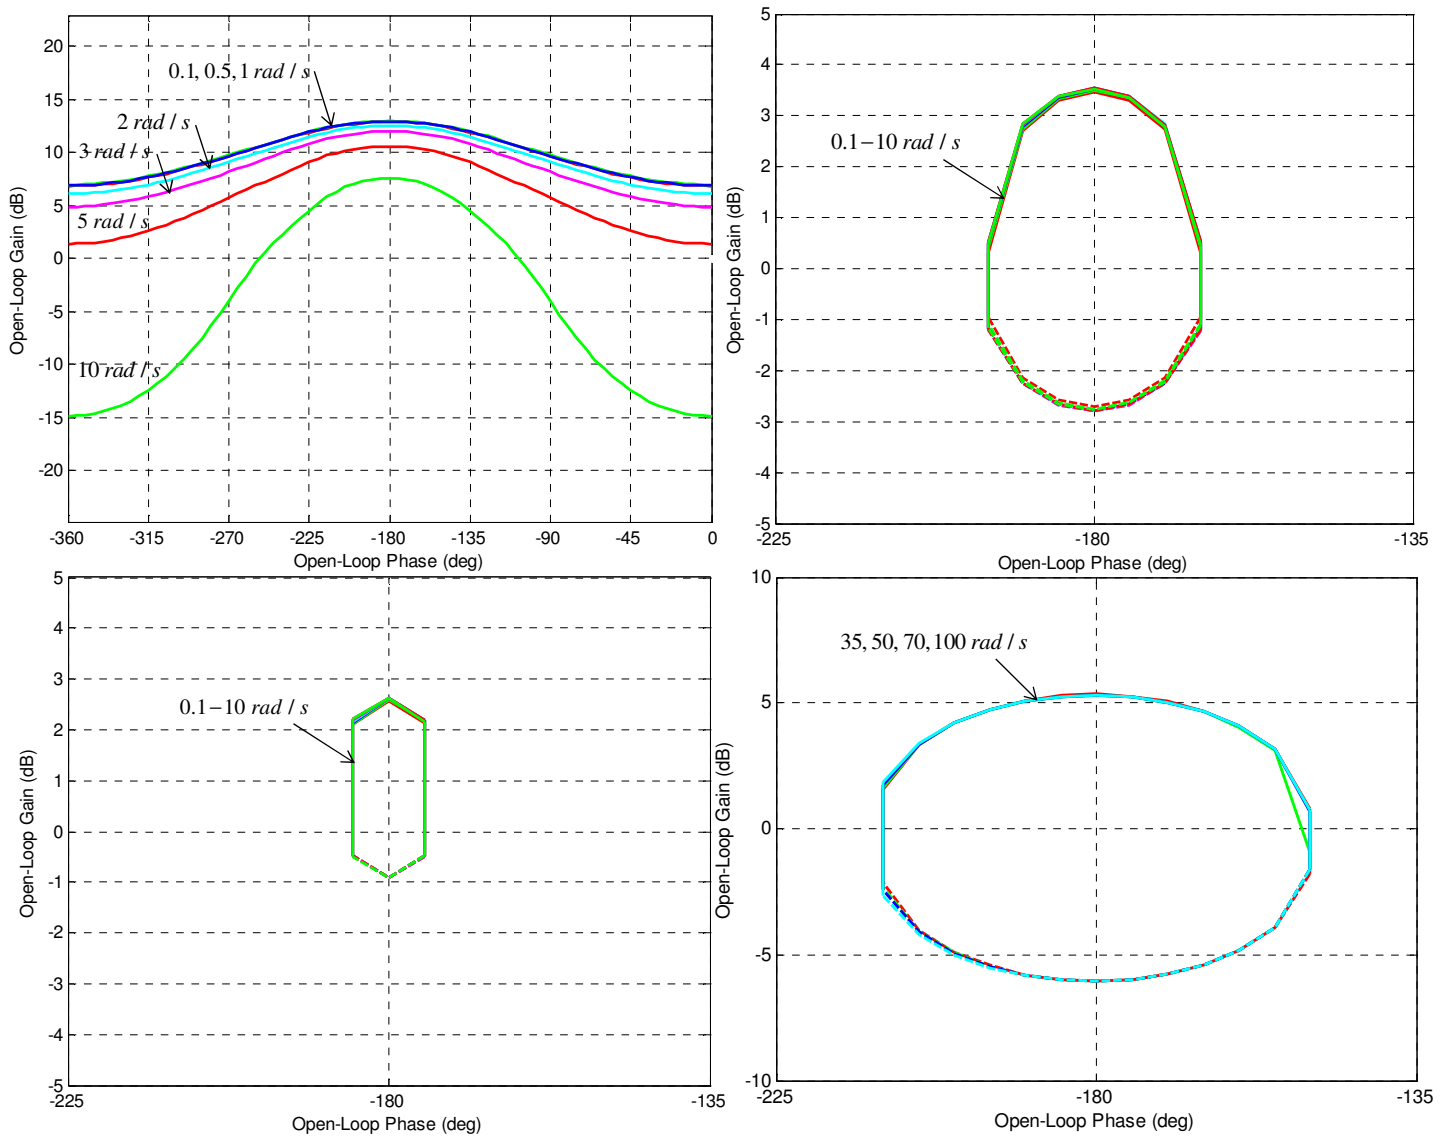 20
15
10
5
0
-5
-10
-15
-20
Open-Loop Gain (dB)
0.1, 0.5, 1 rad / s
2 rad / s
3 rad / s
5 rad / s
10 rad / s
-360 -315 -270 -225 -180 -135 -90 -45 0
Open-Loop Phase (deg)
5
4
3
2
1
0
-1
-2
-3
-4
-5
Open-Loop Gain (dB)
0.1−10 rad / s
-225 -180 -135
Open-Loop Phase (deg)
5
4
3
2
1
0
-1
-2
-3
-4
-5
Open-Loop Gain (dB)
0.1−10 rad / s
-225 -180 -135
Open-Loop Phase (deg)
10
5
0
-5
-10
Open-Loop Gain (dB)
35, 50, 70, 100 rad / s
-225 -180 -135
Open-Loop Phase (deg)